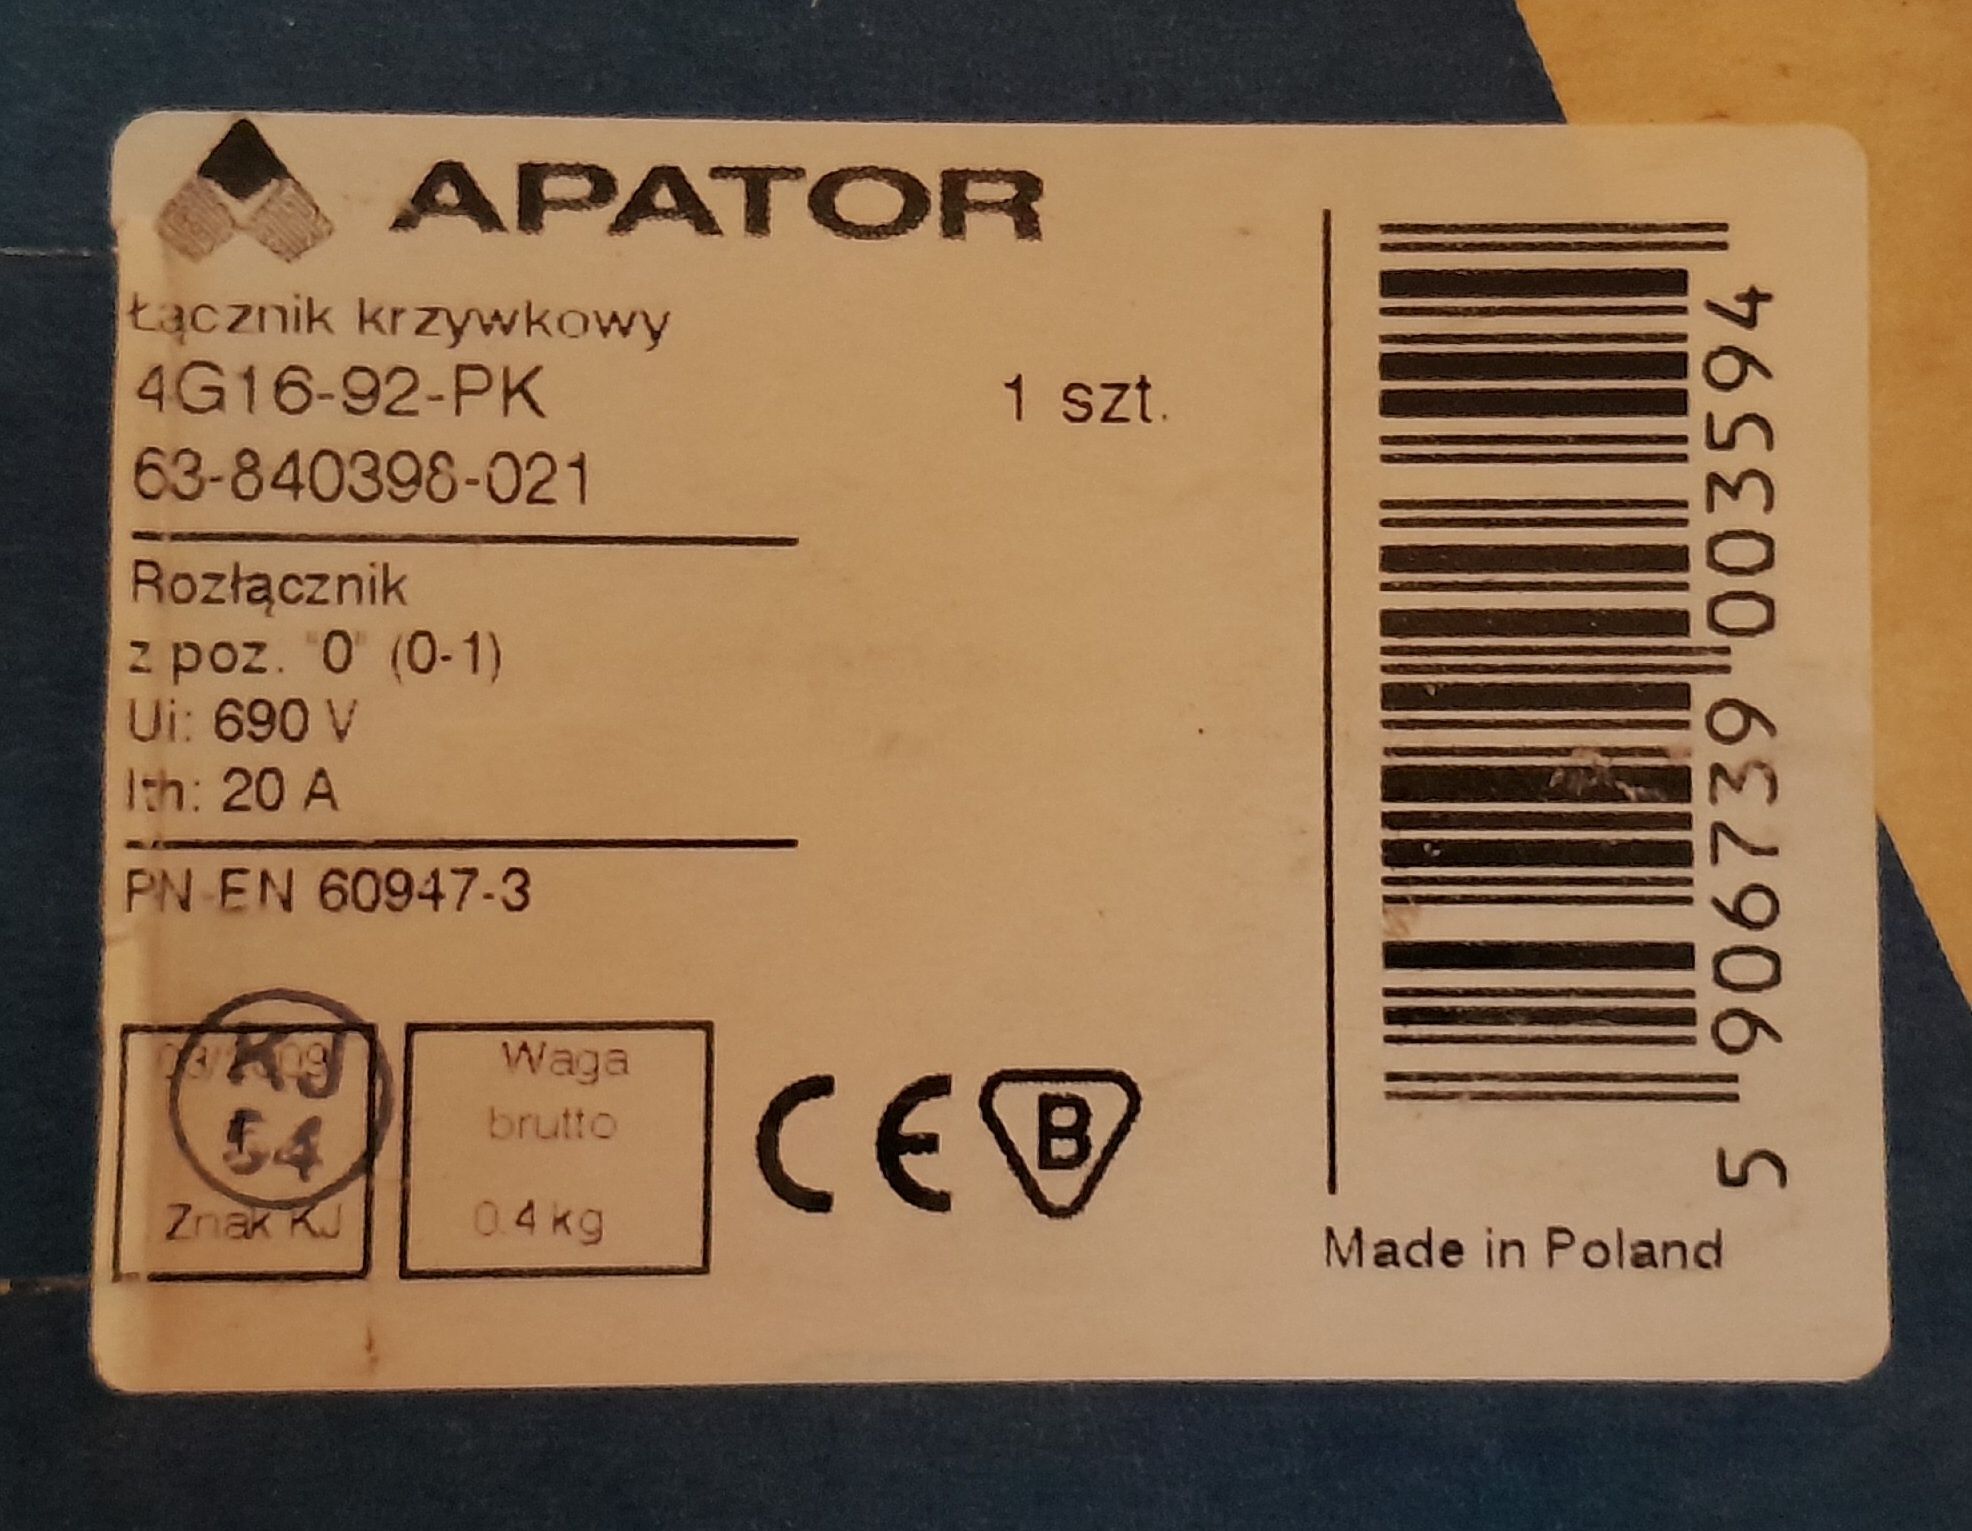 APATOR
Łącznik krzywkowy
4G16-92-PK
1 szt.
63-840398-021
Rozłącznik
z poz. "0" (0-1)
Ui: 690 V
Ith: 20 A
PN-EN 60947-3
03/2009
KJ
54
Znak KJ
Waga
brutto
0.4 kg
CE
B
5 906739 003594
Made in Poland